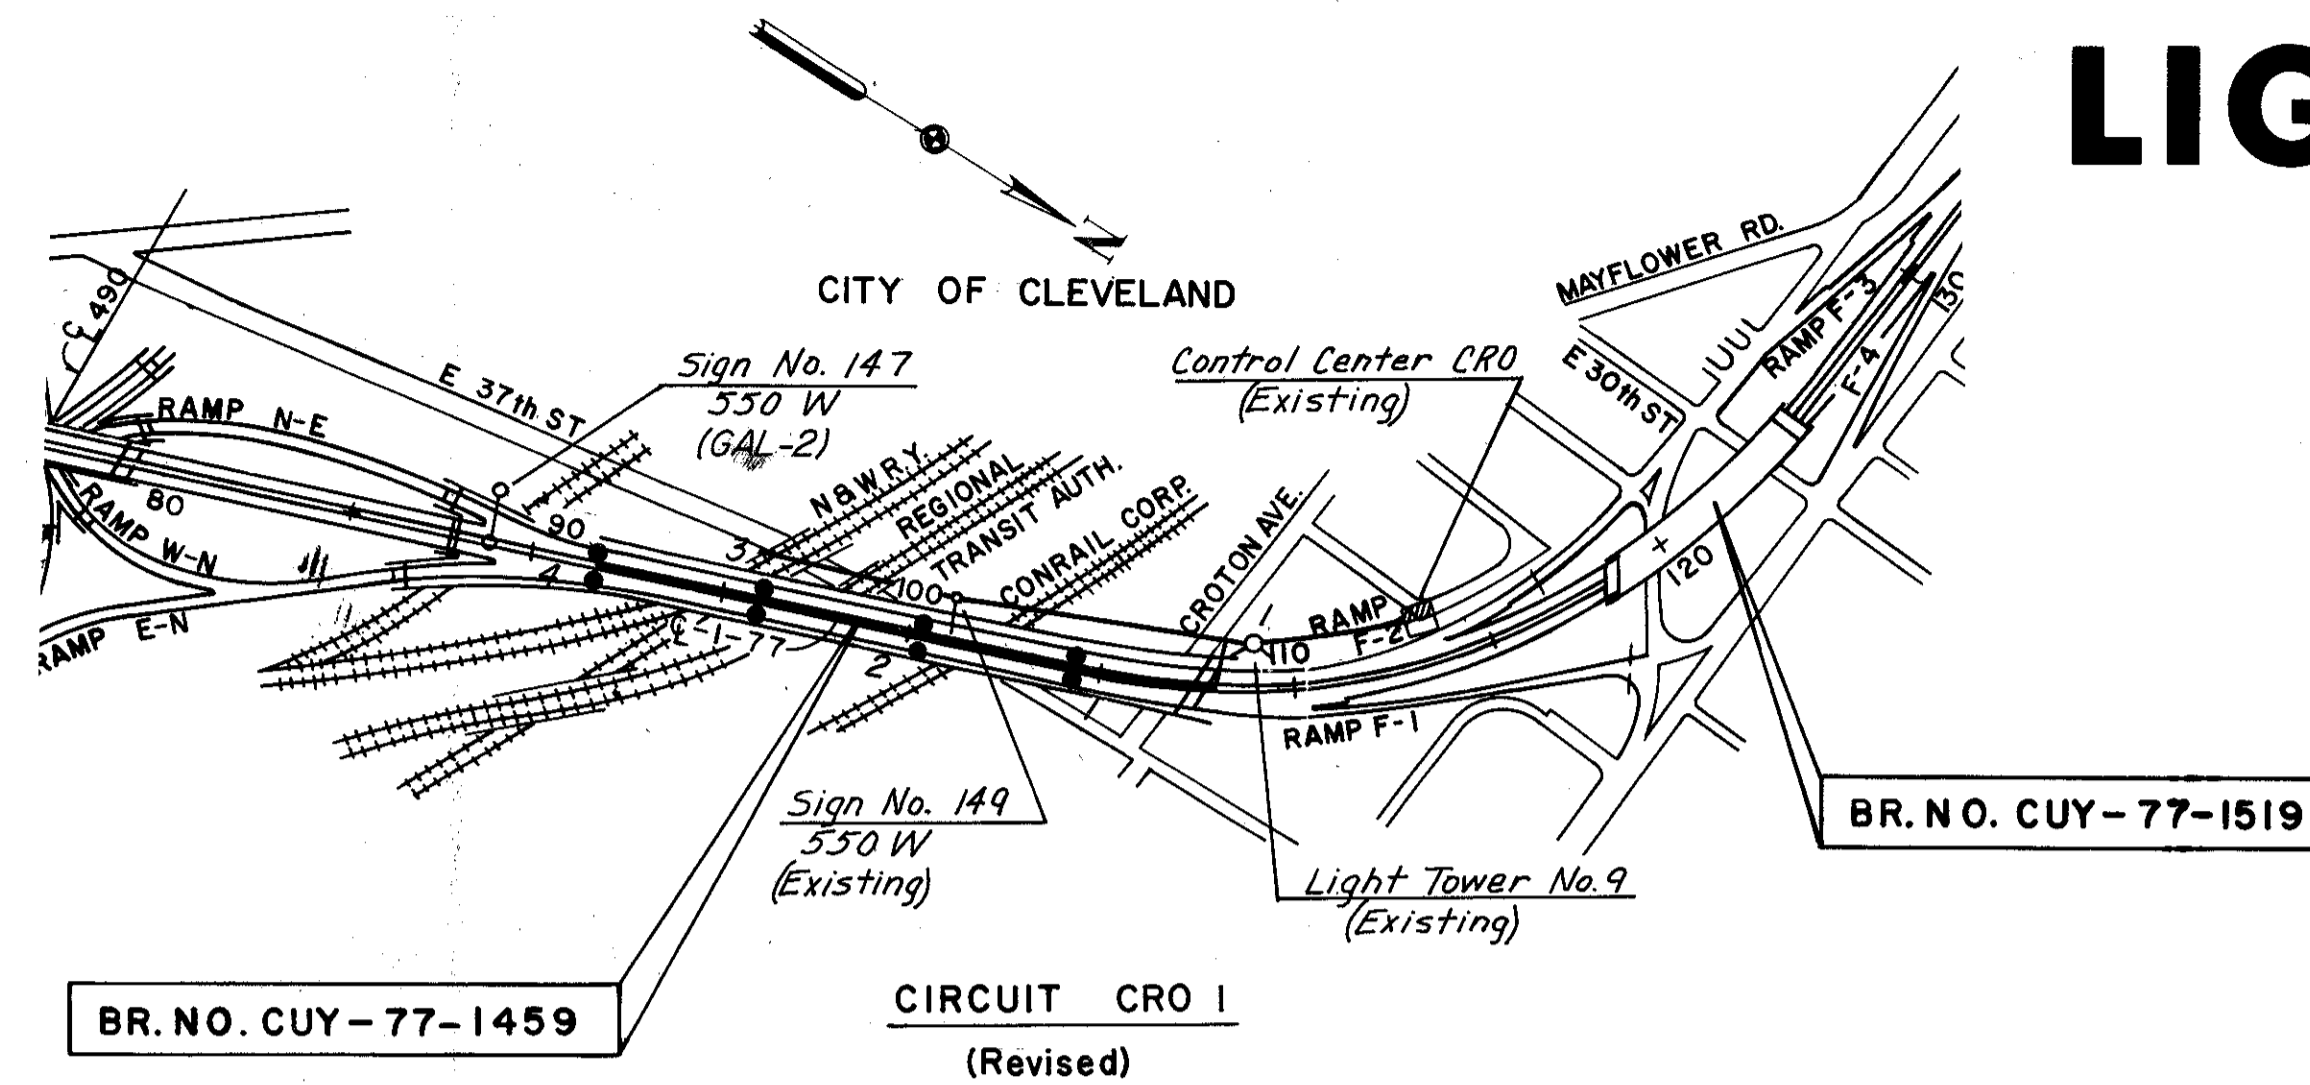 LIG
N
CITY OF CLEVELAND
MAYFLOWER RD.
℄ 490
Sign No. 147
550 W
(GAL-2)
Control Center CRO
(Existing)
E 37th ST
E 30th ST
RAMP F-3
F-4
130
RAMP N-E
80
RAMP W-N
RAMP E-N
90
4
3
N&W R.Y.
REGIONAL
TRANSIT AUTH.
100
CONRAIL CORP.
CROTON AVE.
RAMP
F-2
110
120
℄-I-77
2
RAMP F-1
Sign No. 149
550 W
(Existing)
Light Tower No. 9
(Existing)
BR. NO. CUY-77-1519
BR. NO. CUY-77-1459
CIRCUIT CRO 1
(Revised)